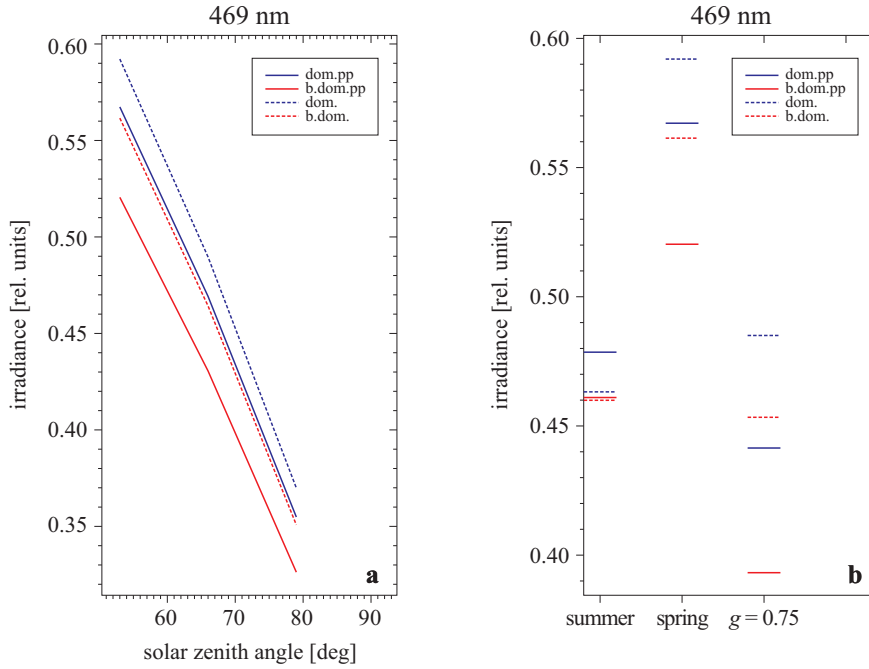 469 nm
0.60
0.55
0.50
0.45
0.40
0.35
irradiance [rel. units]
dom.pp
b.dom.pp
dom.
b.dom.
a
60 70 80 90
solar zenith angle [deg]
469 nm
0.60
0.55
0.50
0.45
0.40
irradiance [rel. units]
dom.pp
b.dom.pp
dom.
b.dom.
b
summer spring g = 0.75